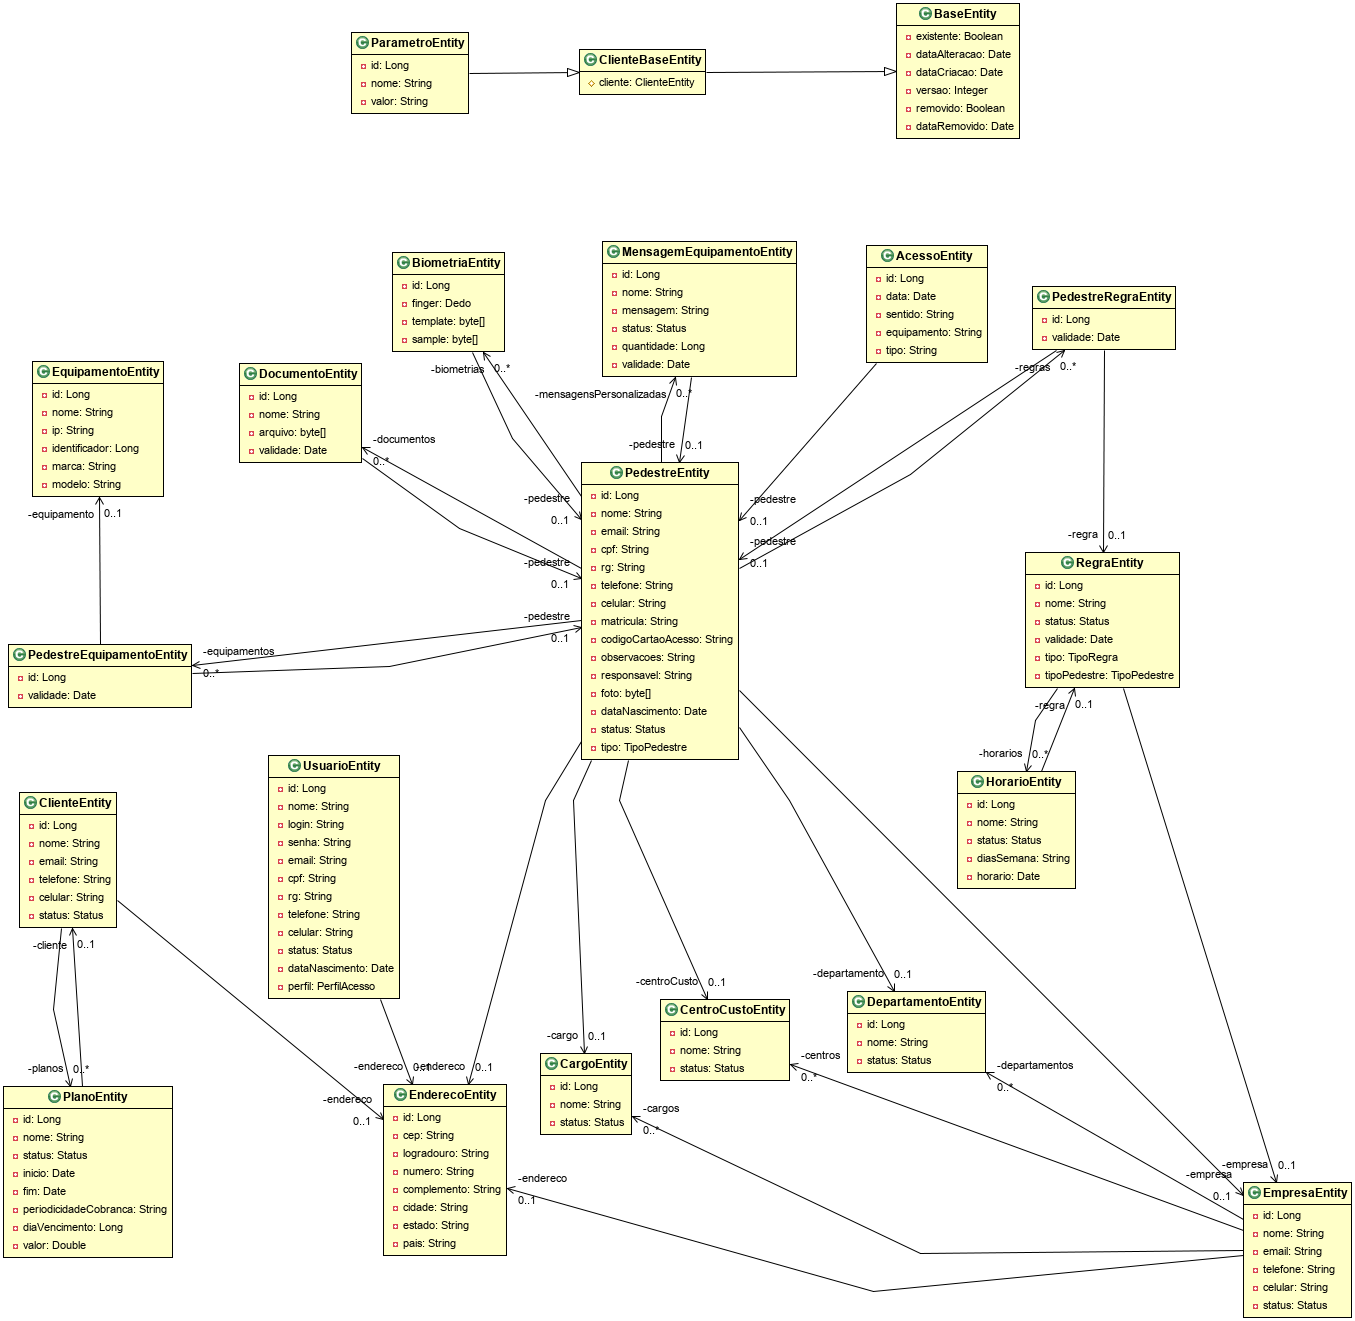 ParametroEntity
id: Long
nome: String
valor: String
ClienteBaseEntity
cliente: ClienteEntity
BaseEntity
existente: Boolean
dataAlteracao: Date
dataCriacao: Date
versao: Integer
removido: Boolean
dataRemovido: Date
BiometriaEntity
id: Long
finger: Dedo
template: byte[]
sample: byte[]
MensagemEquipamentoEntity
id: Long
nome: String
mensagem: String
status: Status
quantidade: Long
validade: Date
AcessoEntity
id: Long
data: Date
sentido: String
equipamento: String
tipo: String
PedestreRegraEntity
id: Long
validade: Date
EquipamentoEntity
id: Long
nome: String
ip: String
identificador: Long
marca: String
modelo: String
DocumentoEntity
id: Long
nome: String
arquivo: byte[]
validade: Date
-biometrias
0..*
-mensagensPersonalizadas
0..*
-regras
0..*
-documentos
0..*
-pedestre
0..1
PedestreEntity
id: Long
nome: String
email: String
cpf: String
rg: String
telefone: String
celular: String
matricula: String
codigoCartaoAcesso: String
observacoes: String
responsavel: String
foto: byte[]
dataNascimento: Date
status: Status
tipo: TipoPedestre
-pedestre
0..1
-pedestre
0..1
-pedestre
0..1
-pedestre
0..1
-pedestre
0..1
-equipamento
0..1
-equipamentos
0..*
PedestreEquipamentoEntity
id: Long
validade: Date
-regra
0..1
RegraEntity
id: Long
nome: String
status: Status
validade: Date
tipo: TipoRegra
tipoPedestre: TipoPedestre
-regra
0..1
-horarios
0..*
HorarioEntity
id: Long
nome: String
status: Status
diasSemana: String
horario: Date
UsuarioEntity
id: Long
nome: String
login: String
senha: String
email: String
cpf: String
rg: String
telefone: String
celular: String
status: Status
dataNascimento: Date
perfil: PerfilAcesso
ClienteEntity
id: Long
nome: String
email: String
telefone: String
celular: String
status: Status
-cliente
0..1
-planos
0..*
PlanoEntity
id: Long
nome: String
status: Status
inicio: Date
fim: Date
periodicidadeCobranca: String
diaVencimento: Long
valor: Double
-endereco
0..1
-endereco
0..1
-endereco
0..1
EnderecoEntity
id: Long
cep: String
logradouro: String
numero: String
complemento: String
cidade: String
estado: String
pais: String
-endereco
0..1
-cargo
0..1
CargoEntity
id: Long
nome: String
status: Status
-cargos
0..*
-centroCusto
0..1
CentroCustoEntity
id: Long
nome: String
status: Status
-centros
0..*
-departamento
0..1
DepartamentoEntity
id: Long
nome: String
status: Status
-departamentos
0..*
-empresa
0..1
-empresa
0..1
EmpresaEntity
id: Long
nome: String
email: String
telefone: String
celular: String
status: Status